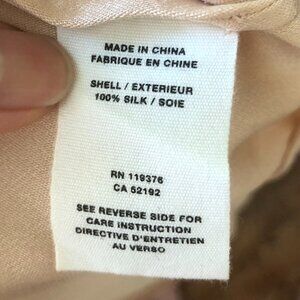 MADE IN CHINA
FABRIQUE EN CHINE
SHELL / EXTERIEUR
100% SILK / SOIE
RN 119376
CA 52192
SEE REVERSE SIDE FOR
CARE INSTRUCTION
DIRECTIVE D'ENTRETIEN
AU VERSO